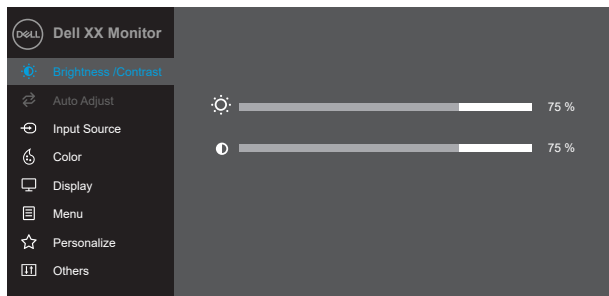 DELL Dell XX Monitor
Brightness /Contrast
Auto Adjust
75 %
Input Source
75 %
Color
Display
Menu
Personalize
Others